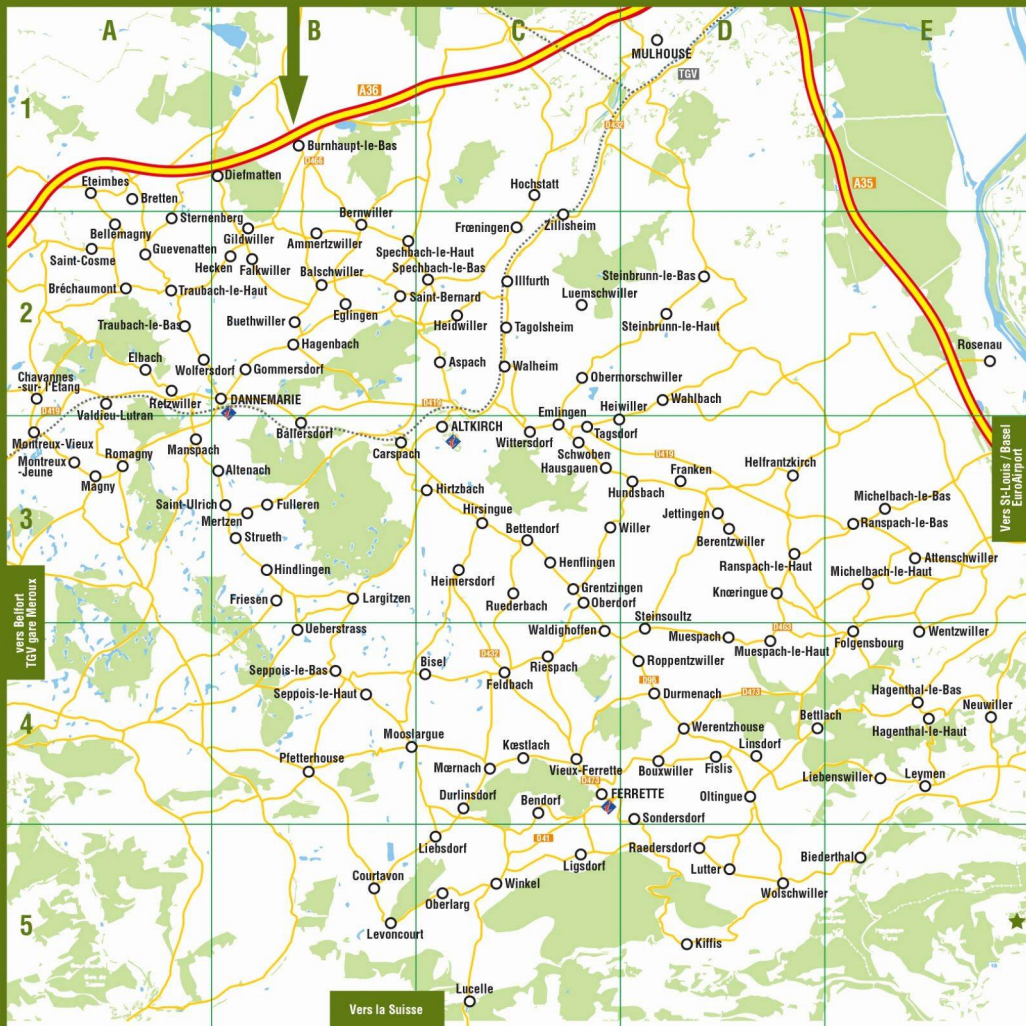 A
B
C
D
E
MULHOUSE
TGV
A36
1
D432
Burnhaupt-le-Bas
D466
Diefmatten
Eteimbes
Bretten
Hochstatt
A35
Sternenberg
Bernwiller
Zillisheim
Bellemagny
Gildwiller
Ammertzwiller
Frœningen
Saint-Cosme
Guevenatten
Spechbach-le-Haut
Hecken
Falkwiller
Balschwiller
Spechbach-le-Bas
Illfurth
Steinbrunn-le-Bas
Bréchaumont
Traubach-le-Haut
Saint-Bernard
Luemschwiller
2
Eglingen
Heidwiller
Steinbrunn-le-Haut
Traubach-le-Bas
Buethwiller
Tagolsheim
Hagenbach
Rosenau
Elbach
Wolfersdorf
Gommersdorf
Aspach
Walheim
Chavannes
-sur- l'Etang
Obermorschwiller
Retzwiller
DANNEMARIE
D419
Wahlbach
D419
Valdieu-Lutran
Emlingen
Heiwiller
Ballersdorf
ALTKIRCH
Wittersdorf
Tagsdorf
Montreux-Vieux
Manspach
Carspach
Schwoben
D419
Montreux
-Jeune
Romagny
Altenach
Hausgauen
Franken
Helfrantzkirch
Magny
Hirtzbach
Hundsbach
Vers St-Louis / Basel
EuroAirport
Saint-Ulrich
Fulleren
Michelbach-le-Bas
3
Mertzen
Hirsingue
Jettingen
Ranspach-le-Bas
Strueth
Bettendorf
Willer
Berentzwiller
Hindlingen
Henflingen
Ranspach-le-Haut
Attenschwiller
Heimersdorf
Michelbach-le-Haut
Friesen
Largitzen
Ruederbach
Grentzingen
Knœringue
Oberdorf
vers Belfort
TGV gare Meroux
Ueberstrass
Waldighoffen
Steinsoultz
Muespach
D463
Wentzwiller
Muespach-le-Haut
Folgensbourg
Seppois-le-Bas
Bisel
D432
Riespach
Roppentzwiller
Feldbach
D9B
Seppois-le-Haut
Durmenach
D473
Hagenthal-le-Bas
Neuwiller
4
Werentzhouse
Bettlach
Hagenthal-le-Haut
Mooslargue
Kœstlach
Linsdorf
Pfetterhouse
Mœrnach
Vieux-Ferrette
Bouxwiller
Fislis
Liebenswiller
Leymen
D473
Durlinsdorf
Bendorf
FERRETTE
Oltingue
Sondersdorf
Liebsdorf
D41
Raedersdorf
Ligsdorf
Biederthal
Courtavon
Winkel
Lutter
Wolschwiller
Oberlarg
5
Levoncourt
Kiffis
Lucelle
Vers la Suisse